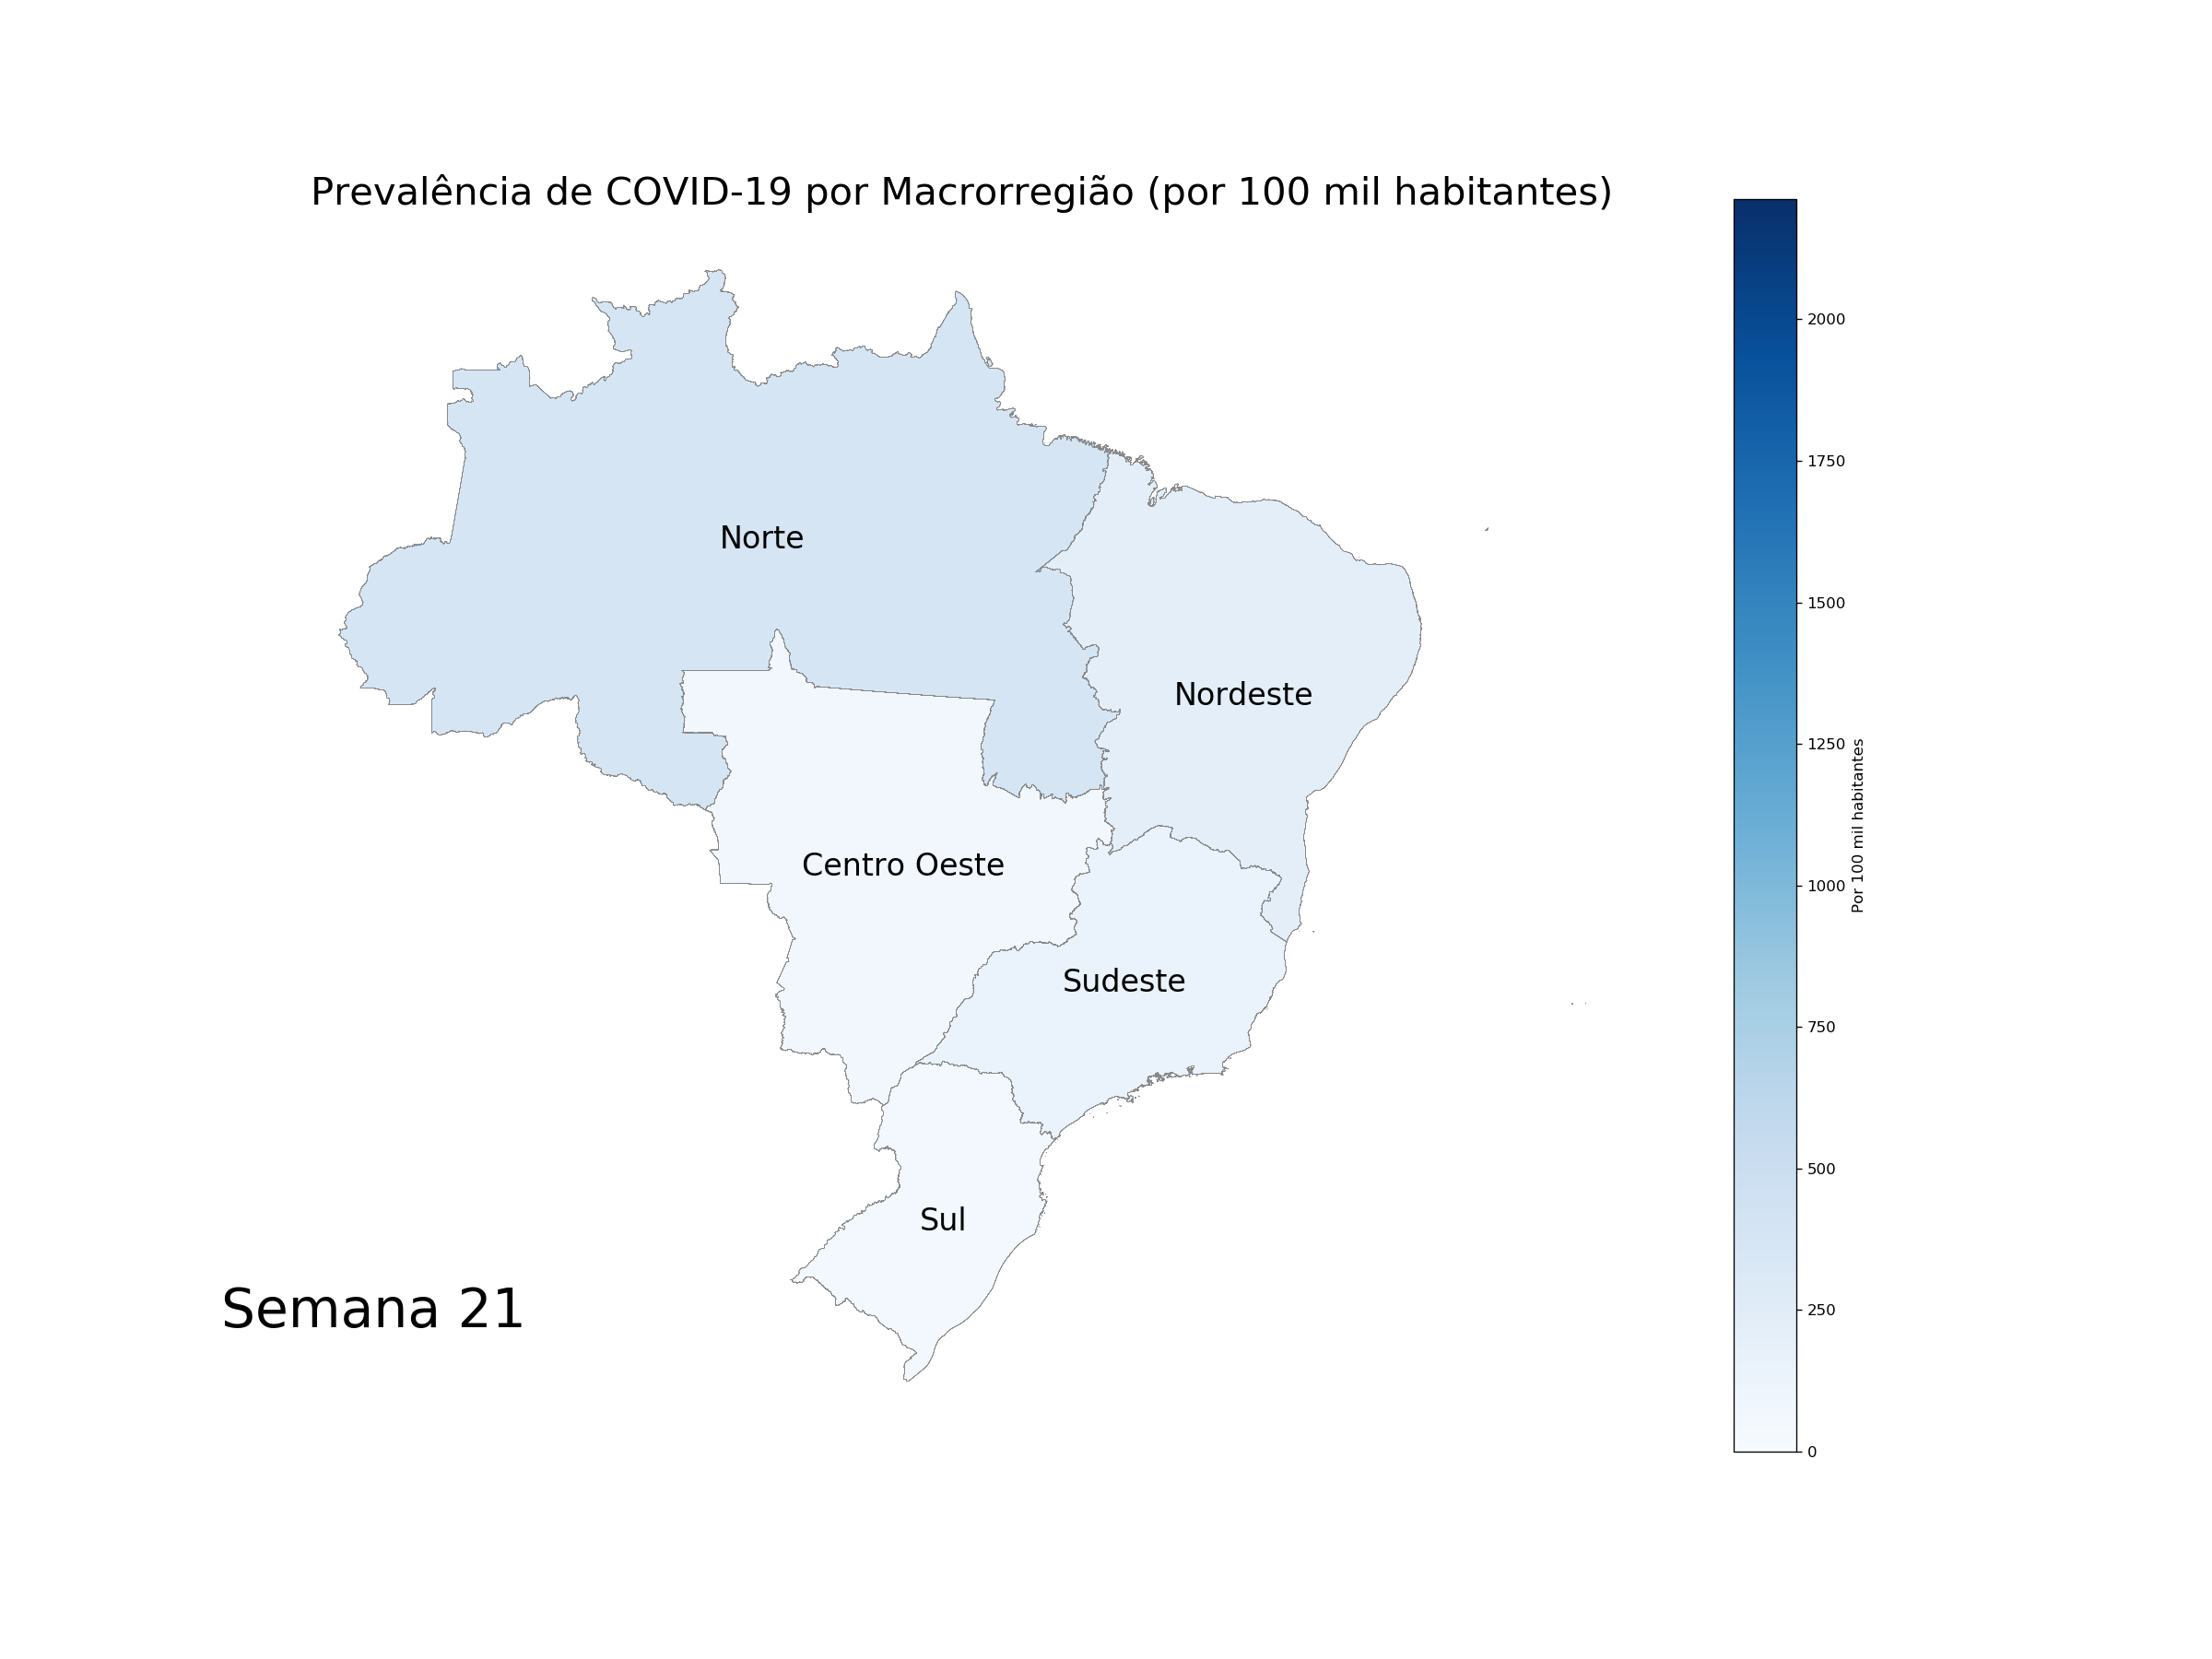 Prevalência de COVID-19 por Macrorregião (por 100 mil habitantes)
Norte
Nordeste
Centro Oeste
Sudeste
Sul
Semana 21
2000
1750
1500
1250
1000
750
500
250
0
Por 100 mil habitantes